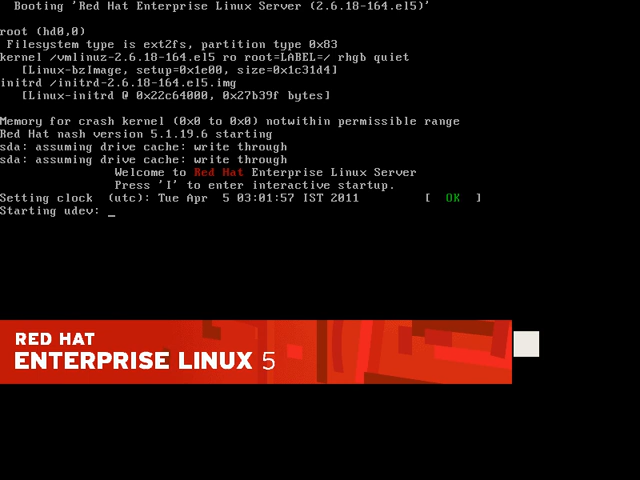 Booting 'Red Hat Enterprise Linux Server (2.6.18-164.el5)'
root (hd0,0)
Filesystem type is ext2fs, partition type 0x83
kernel /vmlinuz-2.6.18-164.el5 ro root=LABEL=/ rhgb quiet
[Linux-bzImage, setup=0x1e00, size=0x1c31d4]
initrd /initrd-2.6.18-164.el5.img
[Linux-initrd @ 0x22c64000, 0x27b39f bytes]
Memory for crash kernel (0x0 to 0x0) notwithin permissible range
Red Hat nash version 5.1.19.6 starting
sda: assuming drive cache: write through
sda: assuming drive cache: write through
Welcome to Red Hat Enterprise Linux Server
Press 'I' to enter interactive startup.
Setting clock  (utc): Tue Apr  5 03:01:57 IST 2011 [  OK  ]
Starting udev: _
RED HAT
ENTERPRISE LINUX 5